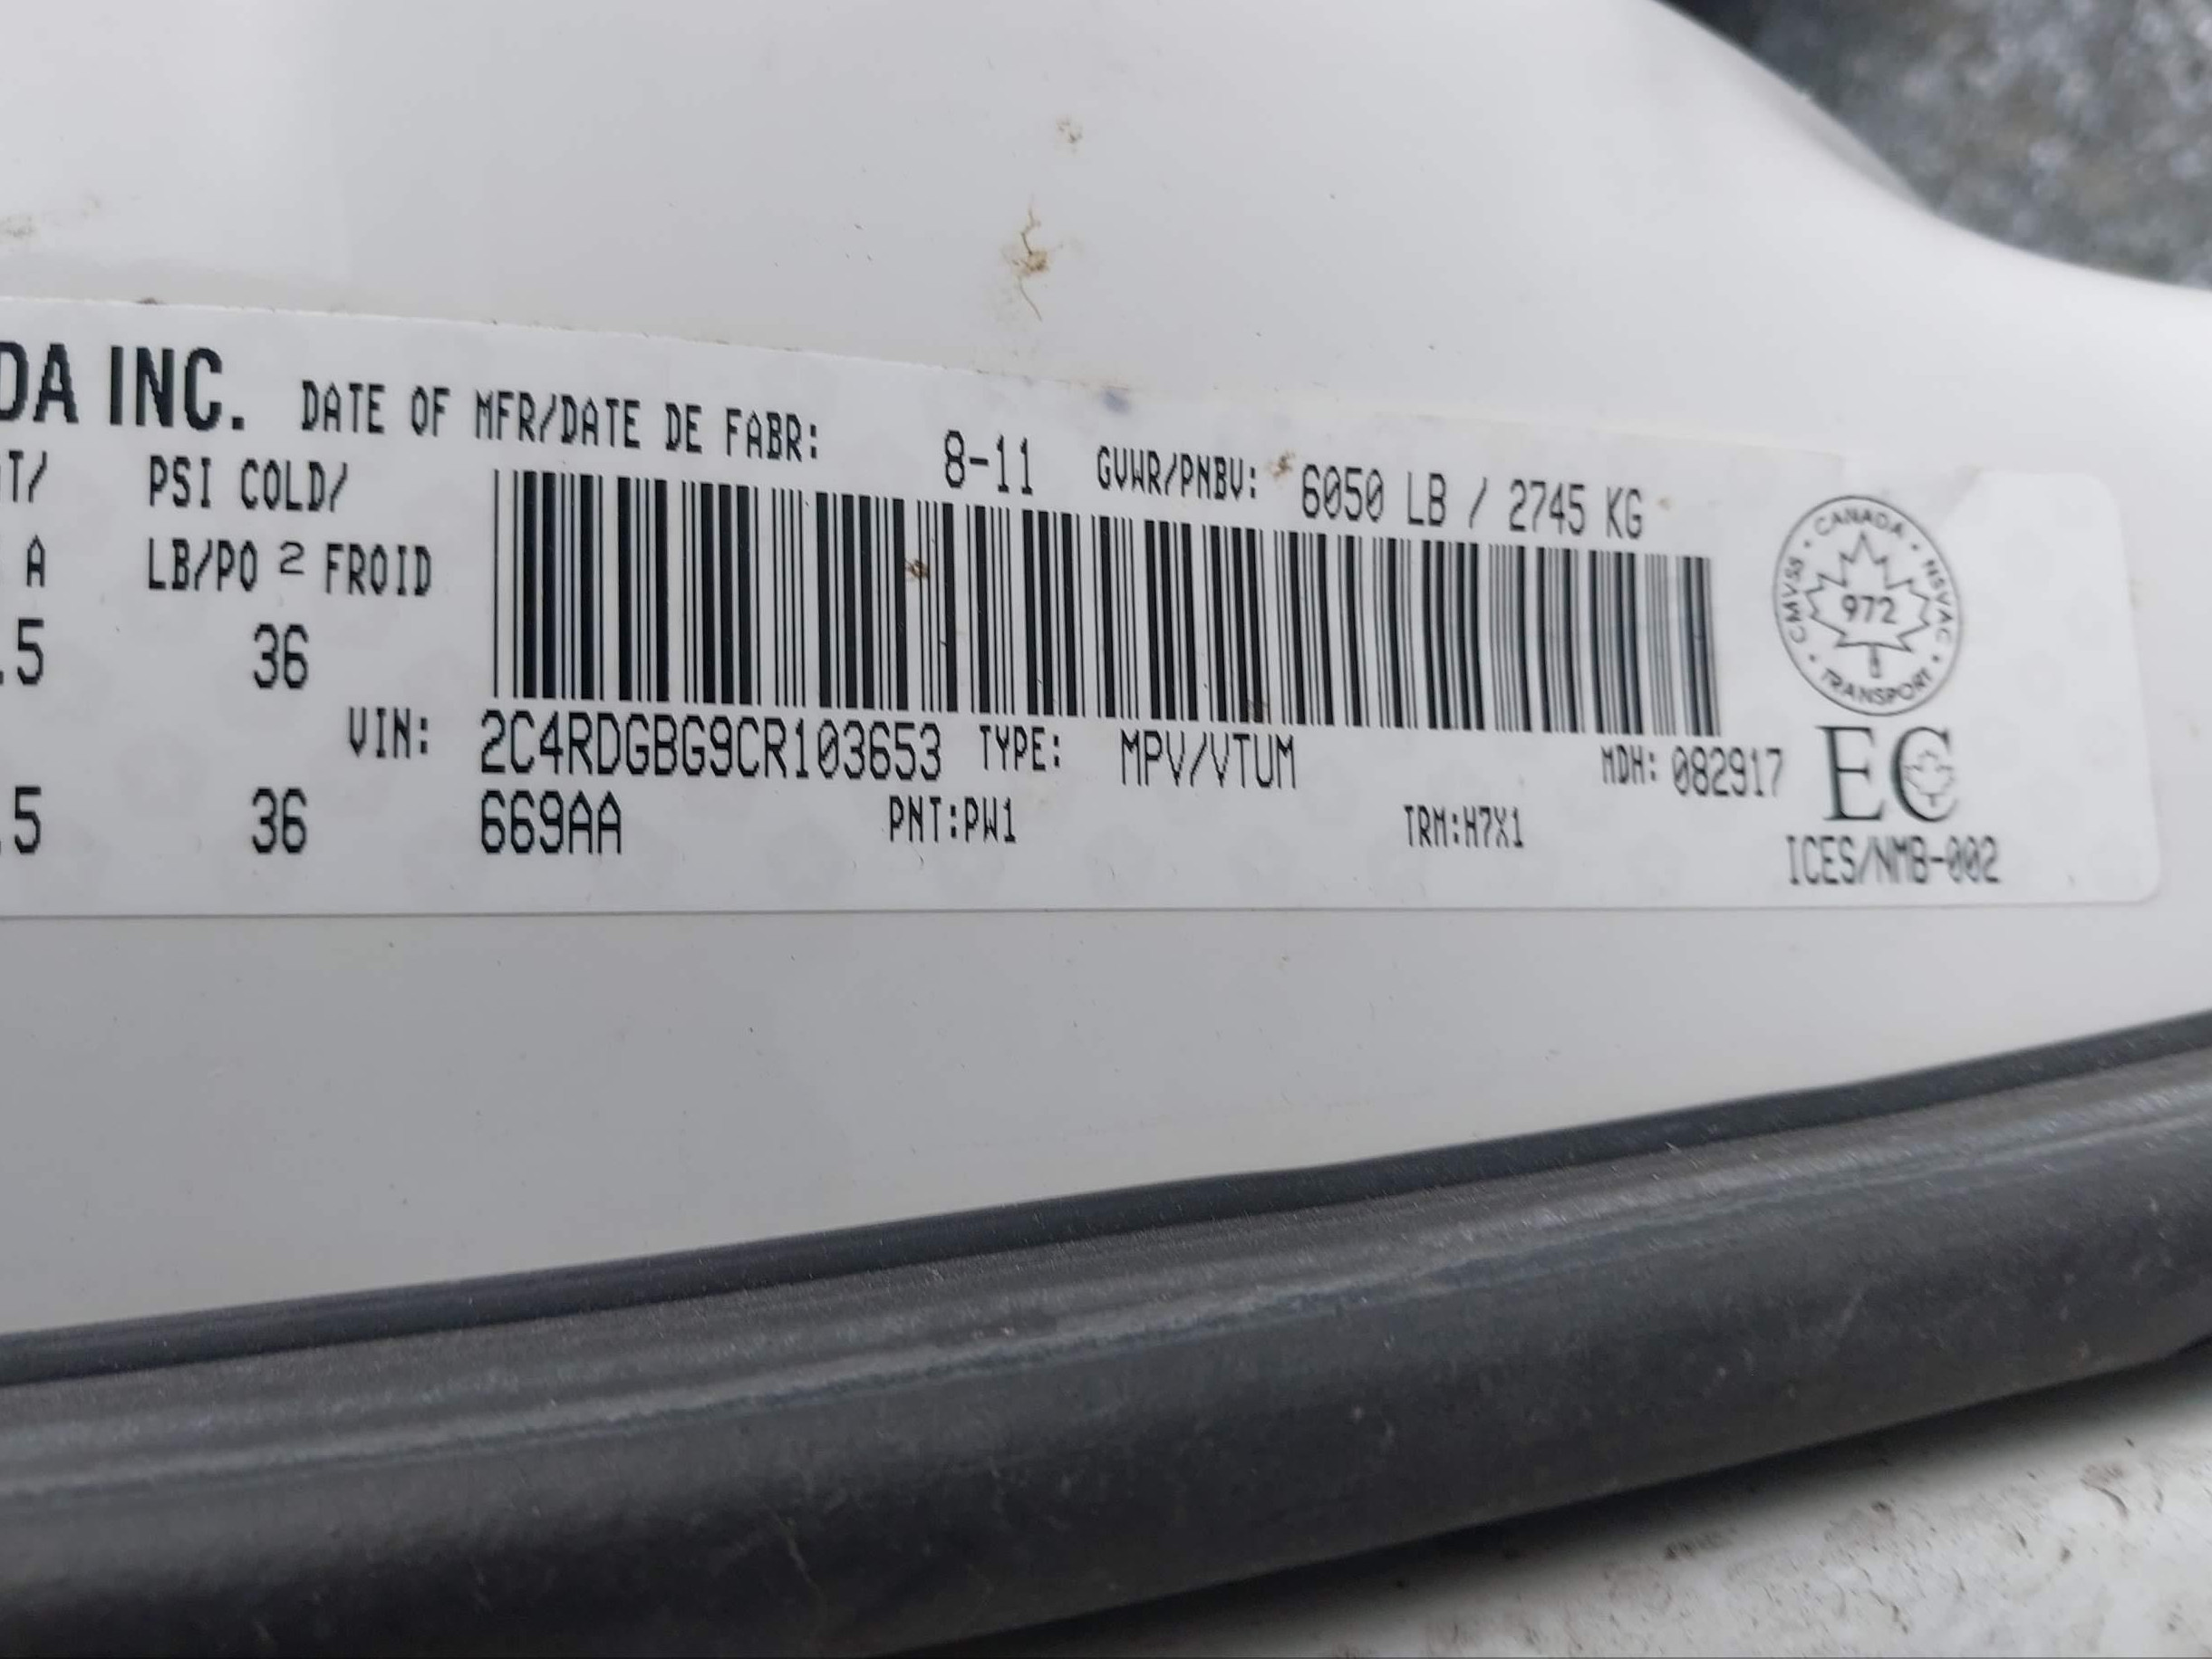 DA INC. DATE OF MFR/DATE DE FABR: 8-11 GVWR/PNBV: 6050 LB / 2745 KG
T/ PSI COLD/
A LB/PO 2 FROID
.5 36
VIN: 2C4RDGBG9CR103653 TYPE: MPV/VTUM MDH: 082917
.5 36 669AA PNT:PW1 TRM:H7X1
CANADA • NSVAC • TRANSPORT • CMVSS •
972
EC
ICES/NMB-002